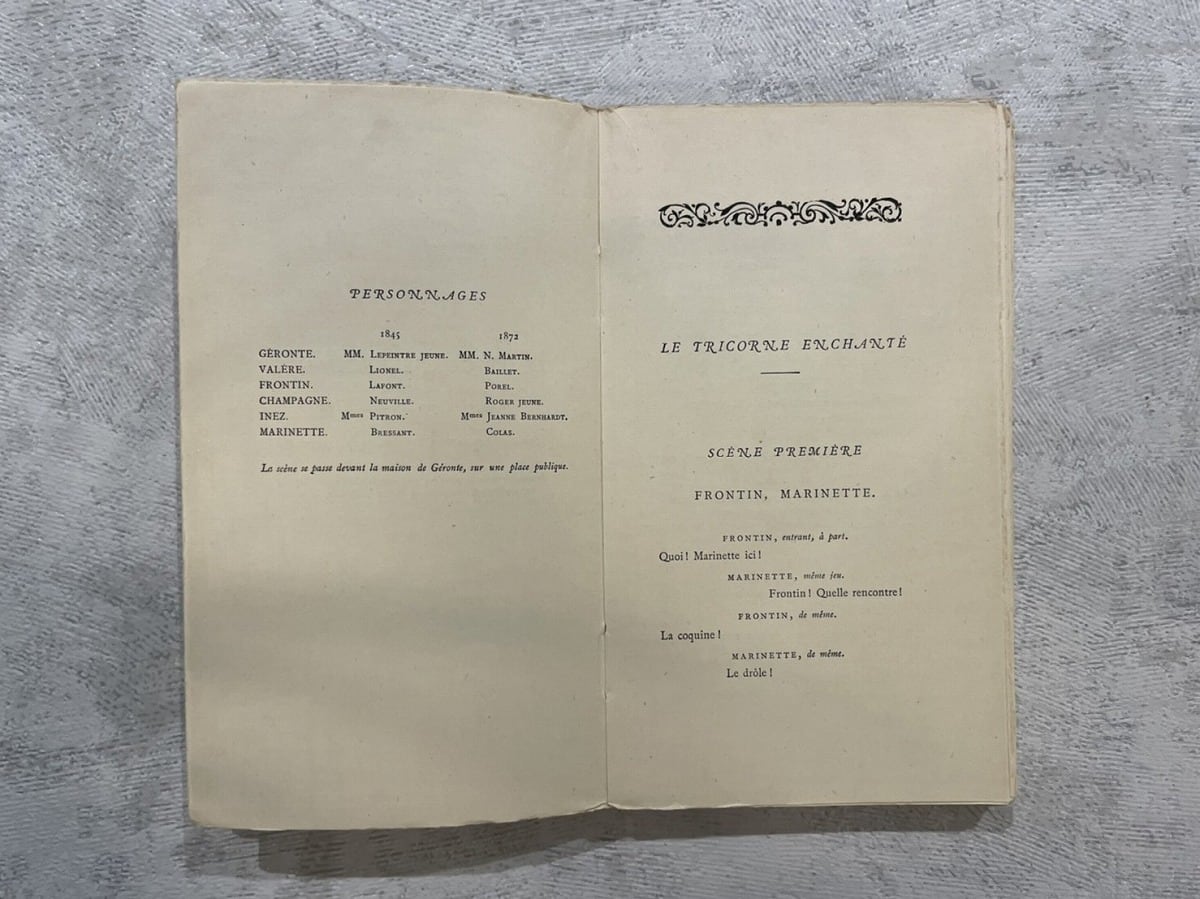 PERSONNAGES
1845 1872
GÉRONTE. MM. Lepeintre jeune. MM. N. Martin.
VALÈRE. Lionel. Baillet.
FRONTIN. Lafont. Porel.
CHAMPAGNE. Neuville. Roger jeune.
INEZ. Mmes Pitron. Mmes Jeanne Bernhardt.
MARINETTE. Bressant. Colas.
La scène se passe devant la maison de Géronte, sur une place publique.
LE TRICORNE ENCHANTÉ
SCÈNE PREMIÈRE
FRONTIN, MARINETTE.
FRONTIN, entrant, à part.
Quoi! Marinette ici!
MARINETTE, même jeu.
Frontin! Quelle rencontre!
FRONTIN, de même.
La coquine!
MARINETTE, de même.
Le drôle!